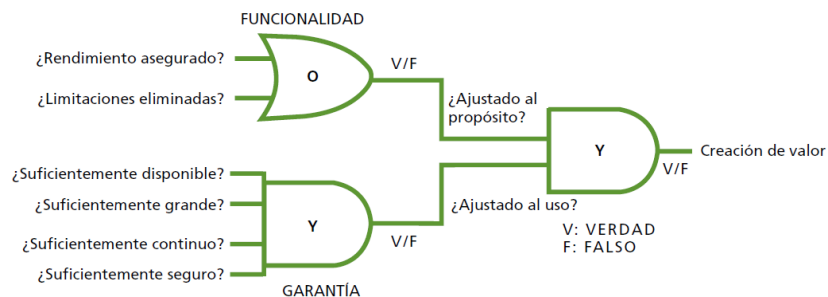 FUNCIONALIDAD
¿Rendimiento asegurado?
O
V/F
¿Limitaciones eliminadas?
¿Ajustado al
propósito?
Y
Creación de valor
V/F
¿Suficientemente disponible?
¿Suficientemente grande?
¿Ajustado al uso?
Y
V/F
V: VERDAD
F: FALSO
¿Suficientemente continuo?
¿Suficientemente seguro?
GARANTÍA